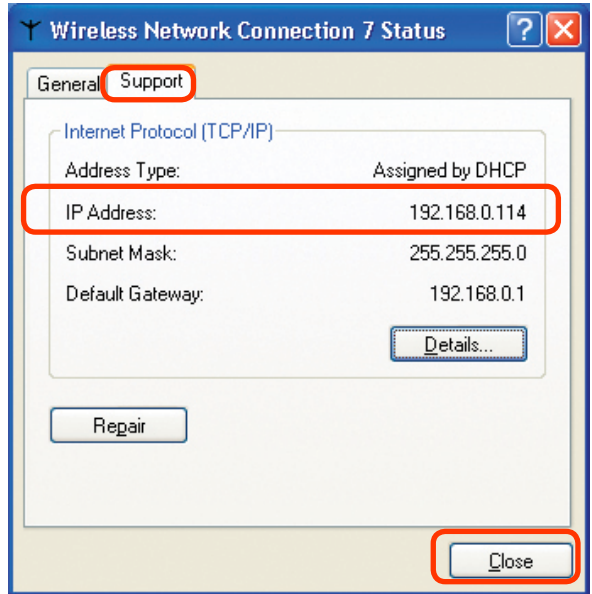 Wireless Network Connection 7 Status
General Support
Internet Protocol (TCP/IP)
Address Type: Assigned by DHCP
IP Address: 192.168.0.114
Subnet Mask: 255.255.255.0
Default Gateway: 192.168.0.1
Details...
Repair
Close